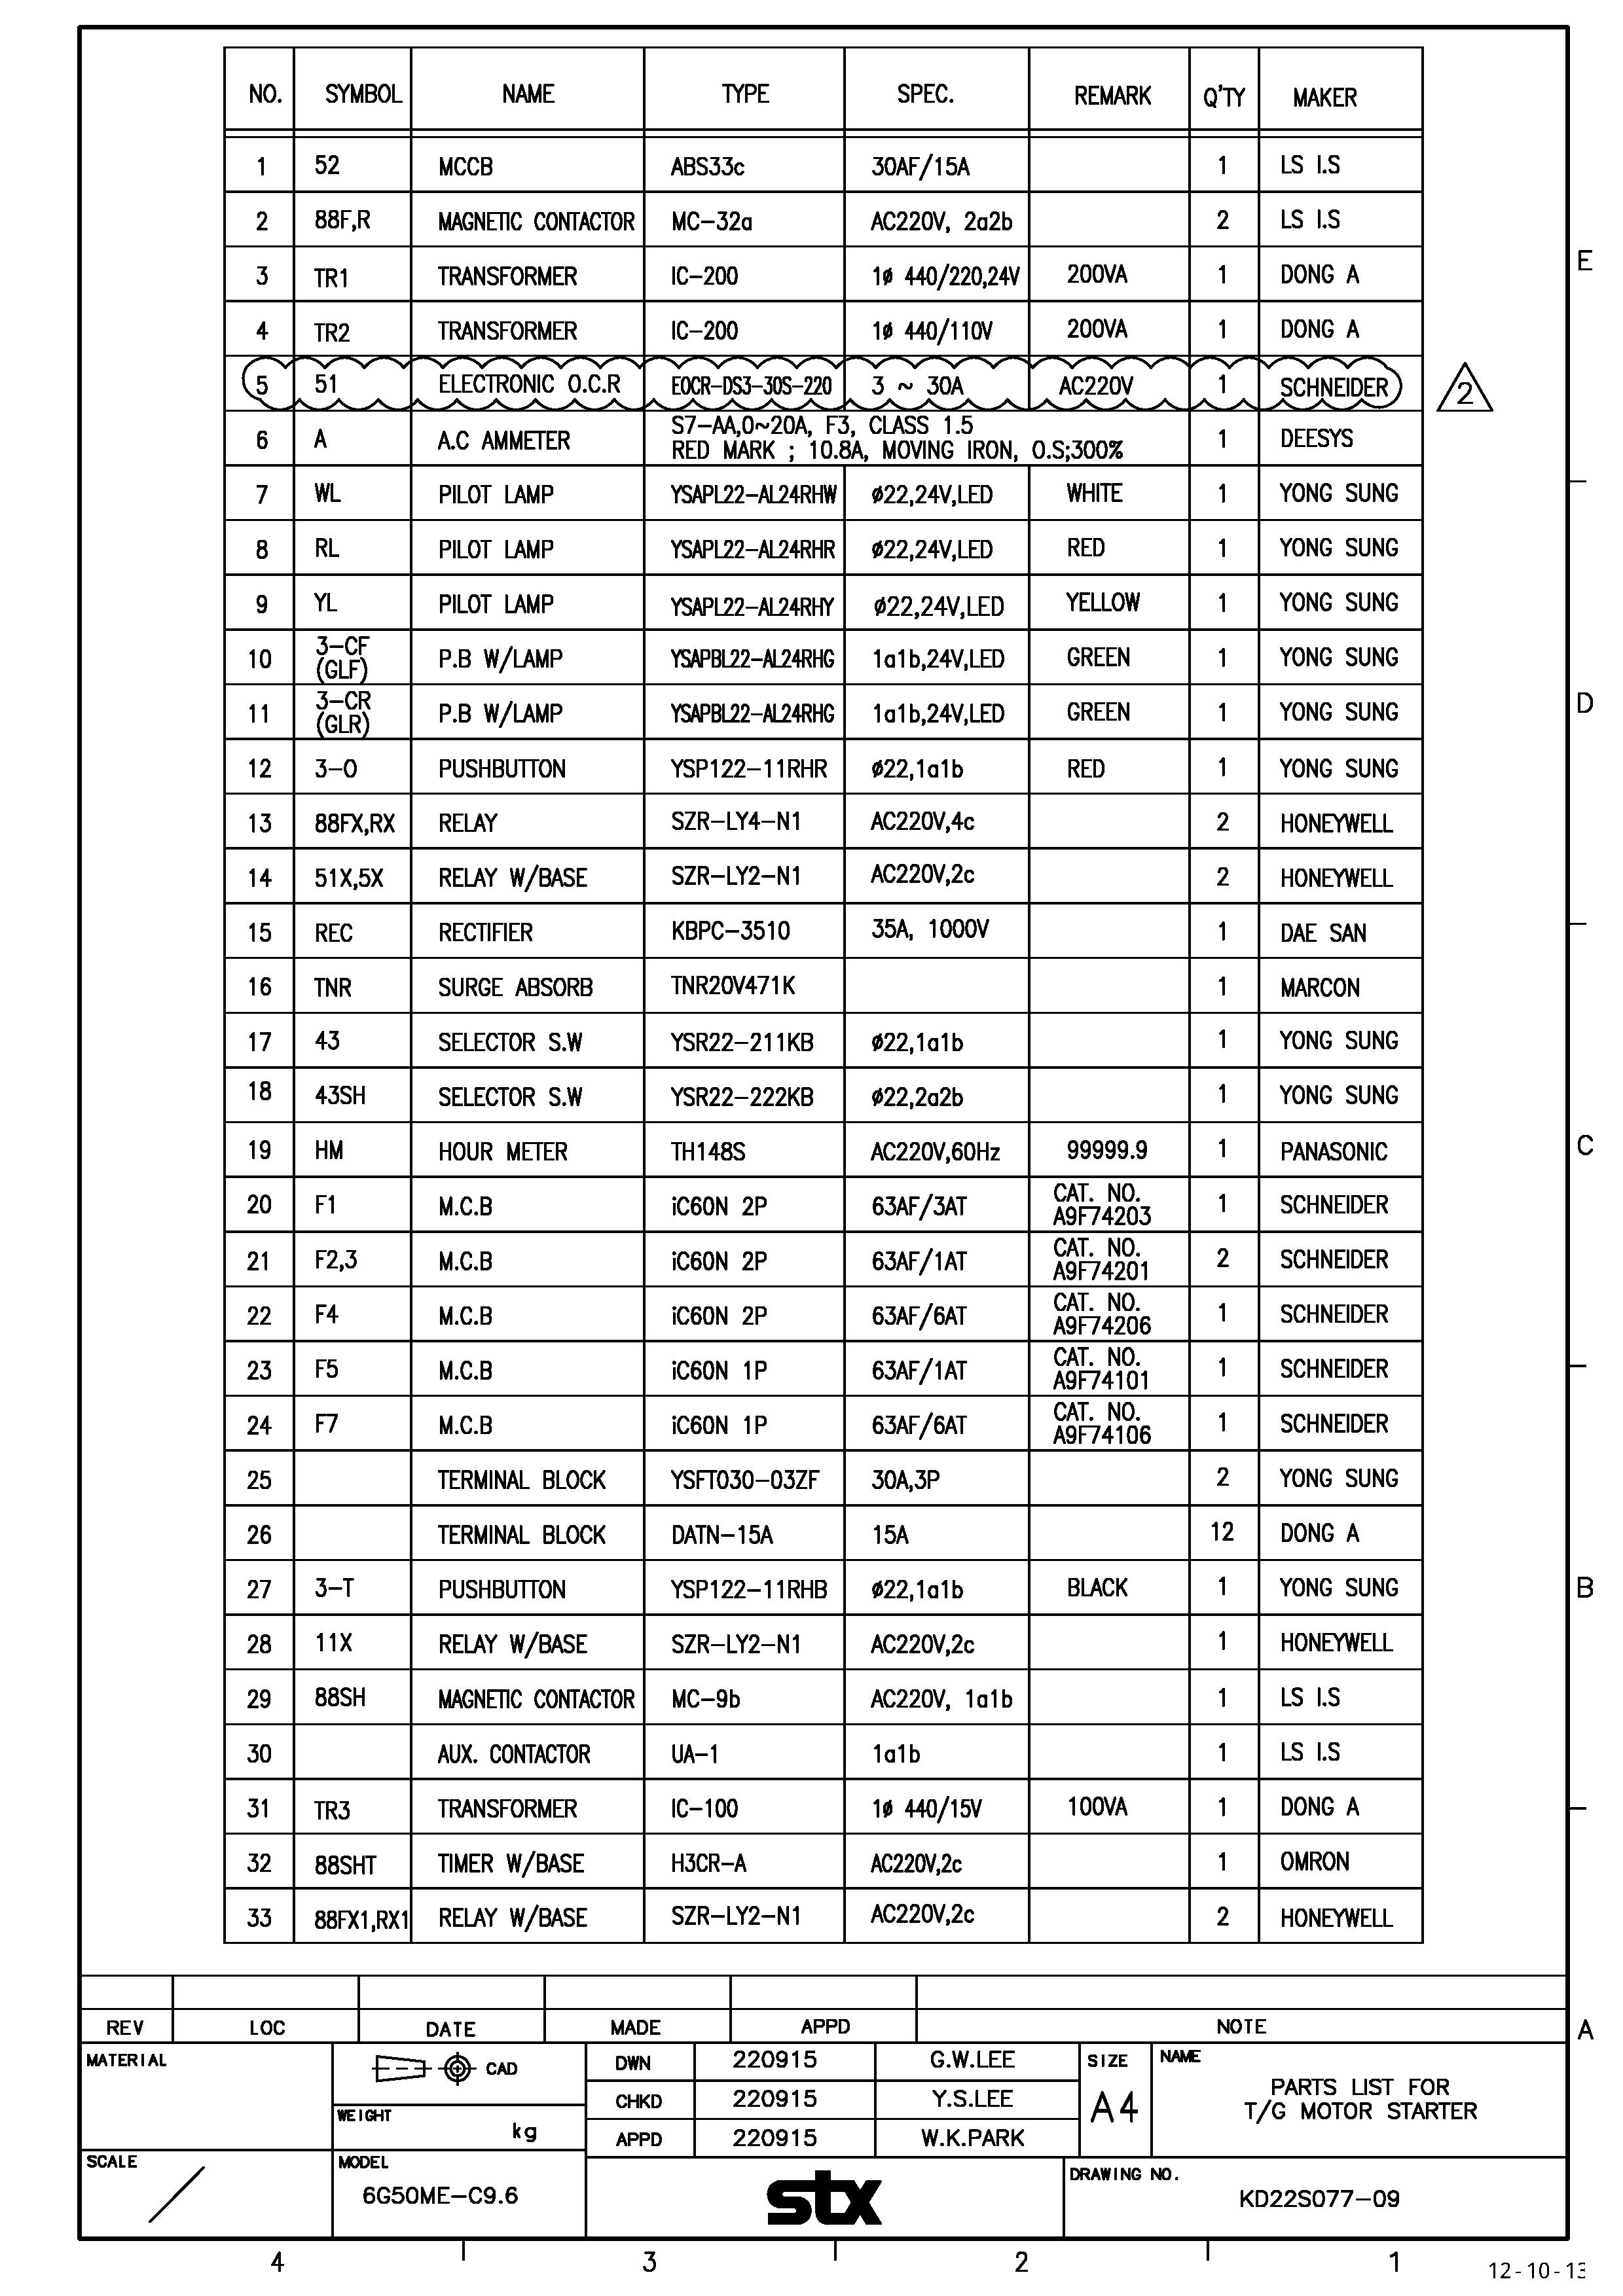 NO. SYMBOL NAME TYPE SPEC. REMARK Q'TY MAKER
1 52 MCCB ABS33c 30AF/15A 1 LS I.S
2 88F,R MAGNETIC CONTACTOR MC-32a AC220V, 2a2b 2 LS I.S
3 TR1 TRANSFORMER IC-200 1ø 440/220,24V 200VA 1 DONG A
4 TR2 TRANSFORMER IC-200 1ø 440/110V 200VA 1 DONG A
5 51 ELECTRONIC O.C.R EOCR-DS3-30S-220 3 ~ 30A AC220V 1 SCHNEIDER 2
6 A A.C AMMETER S7-AA,0~20A, F3, CLASS 1.5
RED MARK ; 10.8A, MOVING IRON, O.S;300% 1 DEESYS
7 WL PILOT LAMP YSAPL22-AL24RHW ø22,24V,LED WHITE 1 YONG SUNG
8 RL PILOT LAMP YSAPL22-AL24RHR ø22,24V,LED RED 1 YONG SUNG
9 YL PILOT LAMP YSAPL22-AL24RHY ø22,24V,LED YELLOW 1 YONG SUNG
10 3-CF
(GLF) P.B W/LAMP YSAPBL22-AL24RHG 1a1b,24V,LED GREEN 1 YONG SUNG
11 3-CR
(GLR) P.B W/LAMP YSAPBL22-AL24RHG 1a1b,24V,LED GREEN 1 YONG SUNG
12 3-O PUSHBUTTON YSP122-11RHR ø22,1a1b RED 1 YONG SUNG
13 88FX,RX RELAY SZR-LY4-N1 AC220V,4c 2 HONEYWELL
14 51X,5X RELAY W/BASE SZR-LY2-N1 AC220V,2c 2 HONEYWELL
15 REC RECTIFIER KBPC-3510 35A, 1000V 1 DAE SAN
16 TNR SURGE ABSORB TNR20V471K 1 MARCON
17 43 SELECTOR S.W YSR22-211KB ø22,1a1b 1 YONG SUNG
18 43SH SELECTOR S.W YSR22-222KB ø22,2a2b 1 YONG SUNG
19 HM HOUR METER TH148S AC220V,60Hz 99999.9 1 PANASONIC
20 F1 M.C.B iC60N 2P 63AF/3AT CAT. NO.
A9F74203 1 SCHNEIDER
21 F2,3 M.C.B iC60N 2P 63AF/1AT CAT. NO.
A9F74201 2 SCHNEIDER
22 F4 M.C.B iC60N 2P 63AF/6AT CAT. NO.
A9F74206 1 SCHNEIDER
23 F5 M.C.B iC60N 1P 63AF/1AT CAT. NO.
A9F74101 1 SCHNEIDER
24 F7 M.C.B iC60N 1P 63AF/6AT CAT. NO.
A9F74106 1 SCHNEIDER
25 TERMINAL BLOCK YSFT030-03ZF 30A,3P 2 YONG SUNG
26 TERMINAL BLOCK DATN-15A 15A 12 DONG A
27 3-T PUSHBUTTON YSP122-11RHB ø22,1a1b BLACK 1 YONG SUNG
28 11X RELAY W/BASE SZR-LY2-N1 AC220V,2c 1 HONEYWELL
29 88SH MAGNETIC CONTACTOR MC-9b AC220V, 1a1b 1 LS I.S
30 AUX. CONTACTOR UA-1 1a1b 1 LS I.S
31 TR3 TRANSFORMER IC-100 1ø 440/15V 100VA 1 DONG A
32 88SHT TIMER W/BASE H3CR-A AC220V,2c 1 OMRON
33 88FX1,RX1 RELAY W/BASE SZR-LY2-N1 AC220V,2c 2 HONEYWELL
E
D
C
B
A
REV LOC DATE MADE APPD NOTE
MATERIAL
CAD
WEIGHT
kg
DWN 220915 G.W.LEE
CHKD 220915 Y.S.LEE
APPD 220915 W.K.PARK
SIZE
A4
NAME
PARTS LIST FOR
T/G MOTOR STARTER
SCALE
MODEL
6G50ME-C9.6
stx
DRAWING NO.
KD22S077-09
4 3 2 1
12-10-13